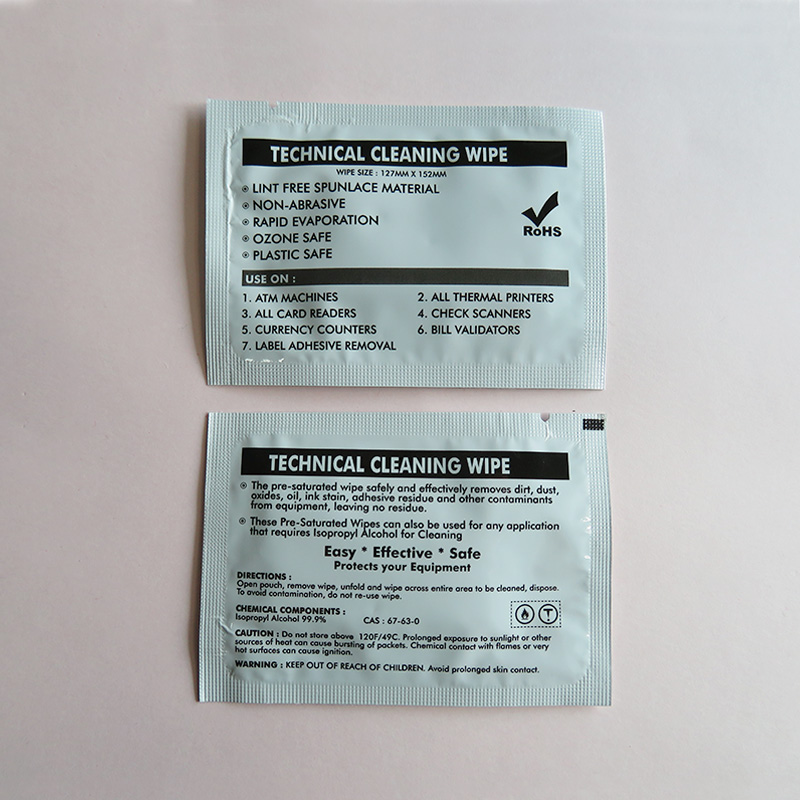 TECHNICAL CLEANING WIPE
WIPE SIZE : 127MM X 152MM
LINT FREE SPUNLACE MATERIAL
NON-ABRASIVE
RAPID EVAPORATION
OZONE SAFE
PLASTIC SAFE
RoHS
USE ON :
1. ATM MACHINES 2. ALL THERMAL PRINTERS
3. ALL CARD READERS 4. CHECK SCANNERS
5. CURRENCY COUNTERS 6. BILL VALIDATORS
7. LABEL ADHESIVE REMOVAL
TECHNICAL CLEANING WIPE
The pre-saturated wipe safely and effectively removes dirt, dust,
oxides, oil, ink stain, adhesive residue and other contaminants
from equipment, leaving no residue.
These Pre-Saturated Wipes can also be used for any application
that requires Isopropyl Alcohol for Cleaning
Easy * Effective * Safe
Protects your Equipment
DIRECTIONS :
Open pouch, remove wipe, unfold and wipe across entire area to be cleaned, dispose.
To avoid contamination, do not re-use wipe.
CHEMICAL COMPONENTS :
Isopropyl Alcohol 99.9% CAS : 67-63-0
T
CAUTION : Do not store above 120F/49C. Prolonged exposure to sunlight or other
sources of heat can cause bursting of packets. Chemical contact with flames or very
hot surfaces can cause ignition.
WARNING : KEEP OUT OF REACH OF CHILDREN. Avoid prolonged skin contact.